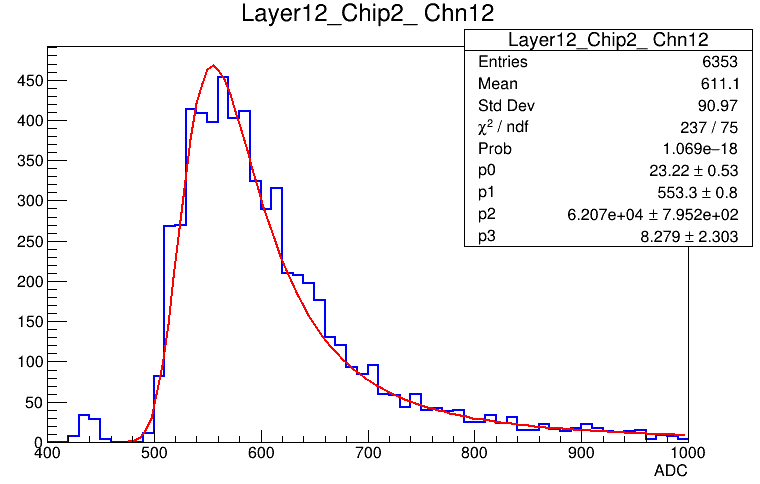 Layer12_Chip2_ Chn12
Layer12_Chip2_ Chn12
Entries 6353
Mean 611.1
Std Dev 90.97
χ² / ndf 237 / 75
Prob 1.069e−18
p0 23.22 ± 0.53
p1 553.3 ± 0.8
p2 6.207e+04 ± 7.952e+02
p3 8.279 ± 2.303
450
400
350
300
250
200
150
100
50
0
400 500 600 700 800 900 1000
ADC